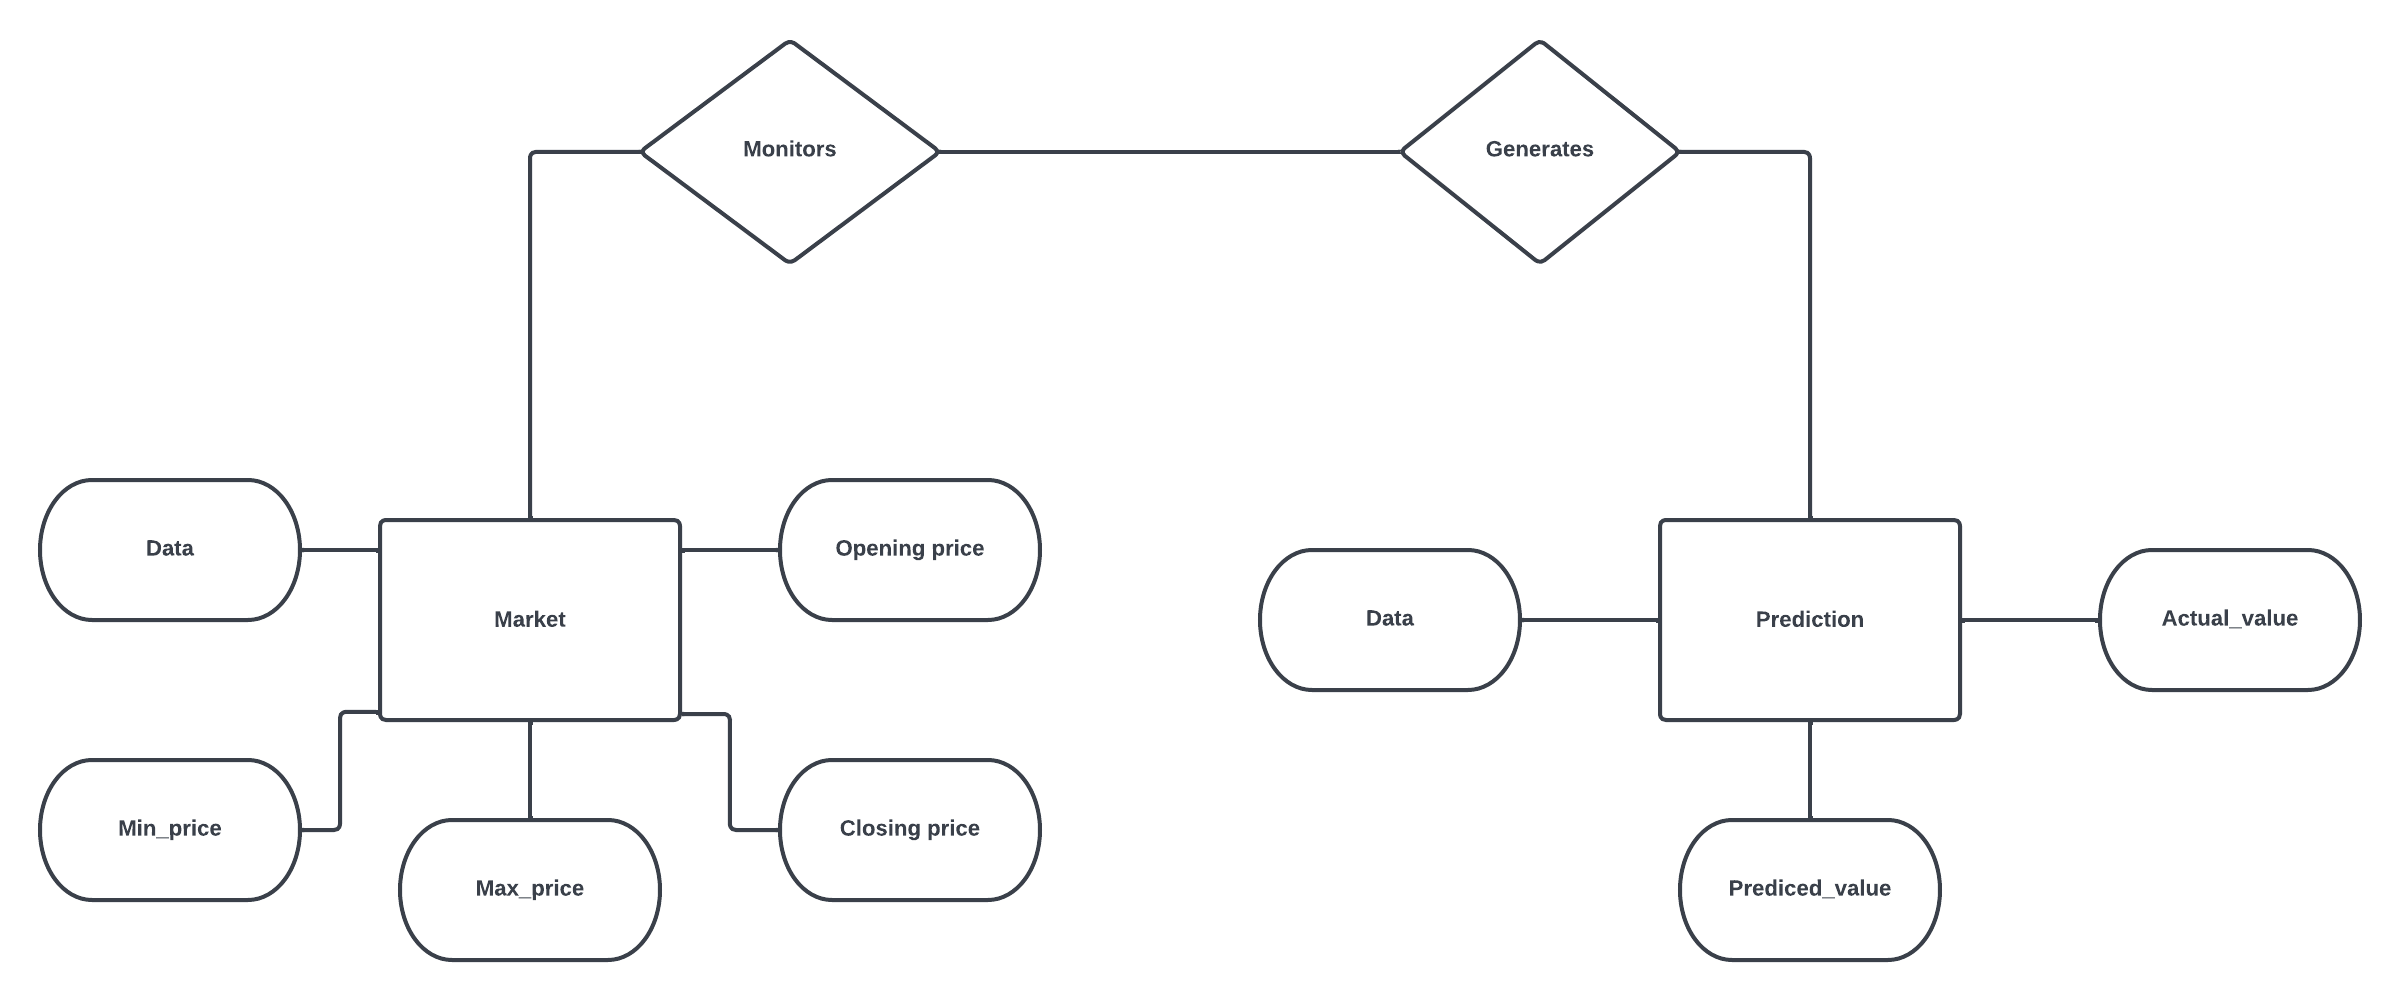 Monitors
Generates
Data
Opening price
Market
Data
Prediction
Actual_value
Min_price
Closing price
Max_price
Prediced_value